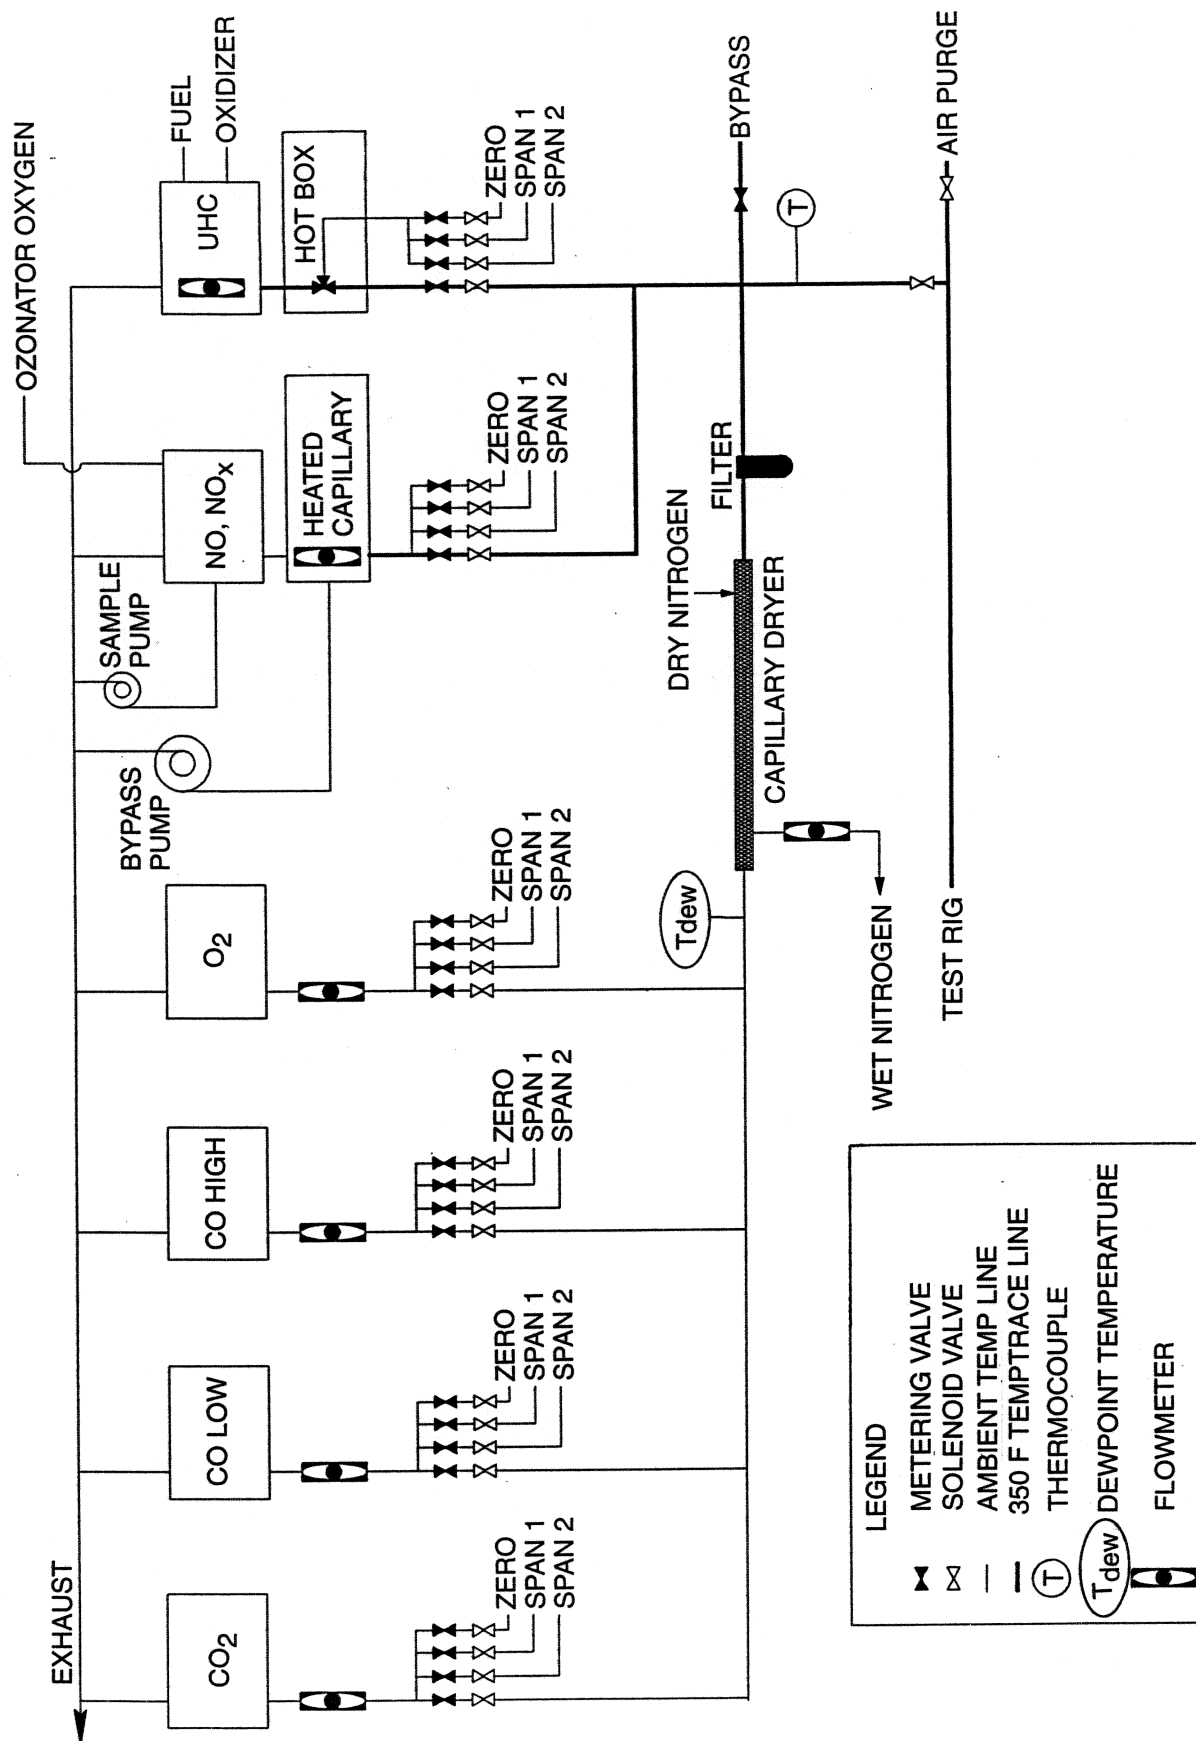 EXHAUST
OZONATOR OXYGEN
CO2
CO LOW
CO HIGH
O2
BYPASS
PUMP
SAMPLE
PUMP
NO, NOx
UHC
FUEL
OXIDIZER
HEATED
CAPILLARY
HOT BOX
ZERO
SPAN 1
SPAN 2
ZERO
SPAN 1
SPAN 2
ZERO
SPAN 1
SPAN 2
ZERO
SPAN 1
SPAN 2
ZERO
SPAN 1
SPAN 2
ZERO
SPAN 1
SPAN 2
Tdew
DRY NITROGEN
FILTER
BYPASS
CAPILLARY DRYER
T
WET NITROGEN
TEST RIG
AIR PURGE
LEGEND
METERING VALVE
SOLENOID VALVE
AMBIENT TEMP LINE
350 F TEMPTRACE LINE
T THERMOCOUPLE
Tdew DEWPOINT TEMPERATURE
FLOWMETER